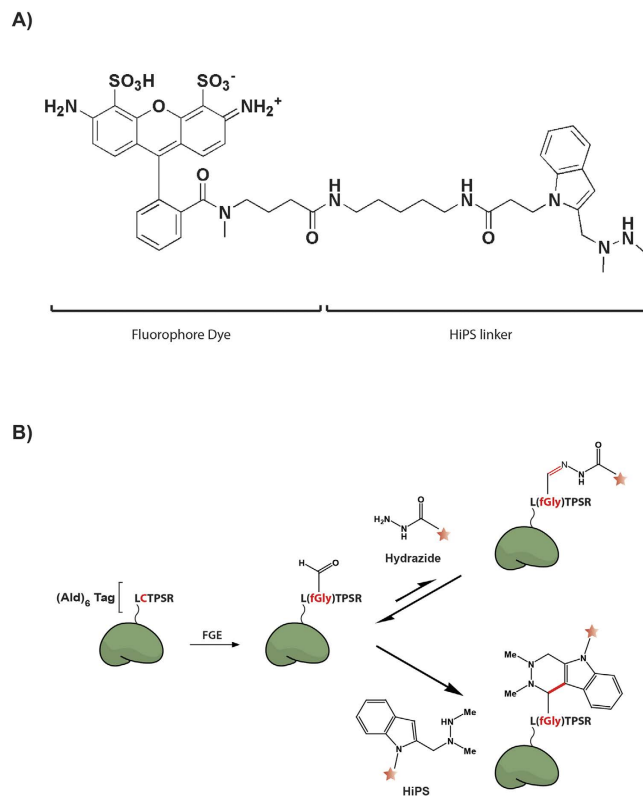 A)
SO₃H SO₃⁻
H₂N O NH₂⁺
O
N
O
H
N
H
N
O
N
N
NH
Fluorophore Dye HiPS linker
B)
O
N
N
H
L(fGly)TPSR
H₂N
N
H
O
Hydrazide
H O
(Ald)₆ Tag LCTPSR
L(fGly)TPSR
FGE
Me N
Me N
N
L(fGly)TPSR
N
HN Me
N Me
HiPS